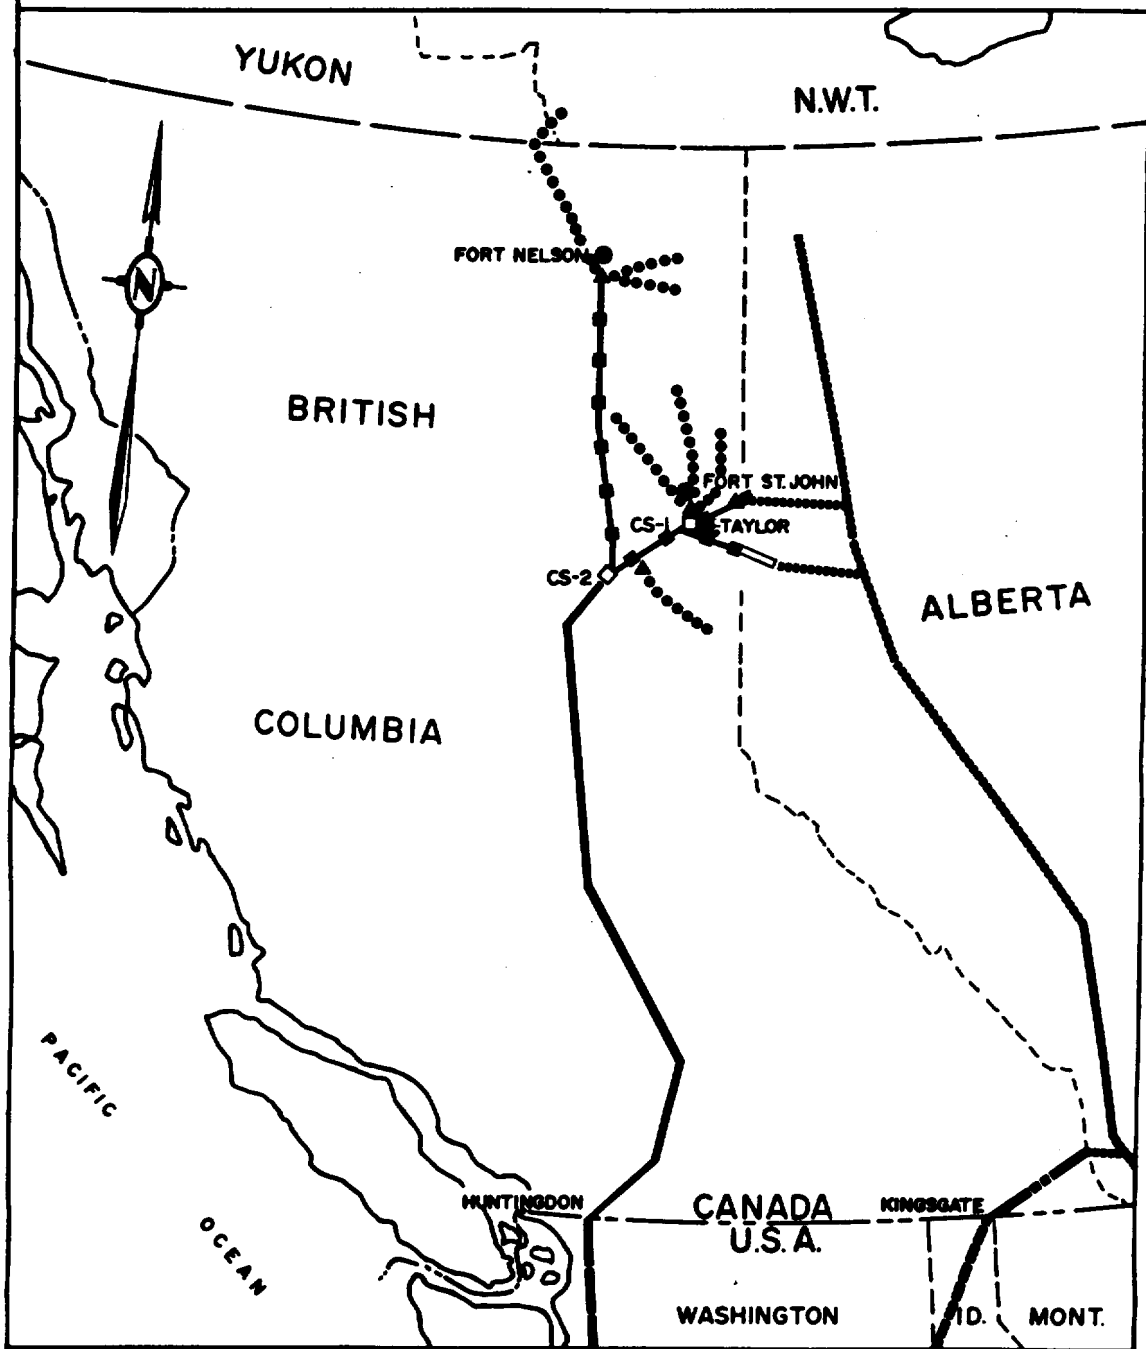 YUKON
N.W.T.
FORT NELSON
N
BRITISH
FORT ST. JOHN
CS-1
TAYLOR
CS-2
ALBERTA
COLUMBIA
PACIFIC
OCEAN
HUNTINGDON
CANADA
KINGSGATE
U.S.A.
WASHINGTON
ID.
MONT.